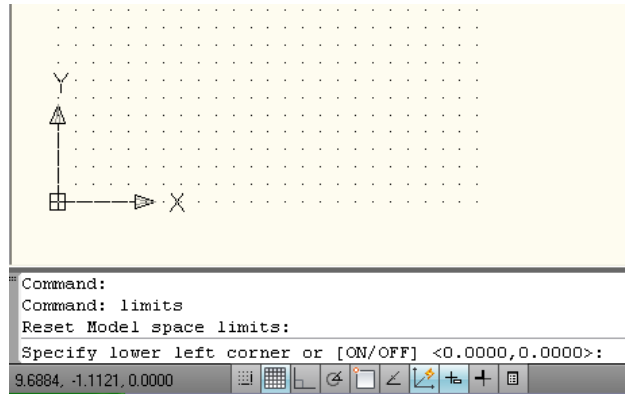 Y
X
Command:
Command: limits
Reset Model space limits:
Specify lower left corner or [ON/OFF] <0.0000,0.0000>:
9.6884, -1.1121, 0.0000